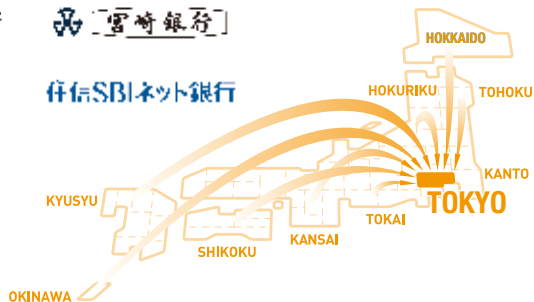 宮崎銀行
住信SBIネット銀行
HOKKAIDO
HOKURIKU
TOHOKU
KANTO
TOKYO
TOKAI
KANSAI
SHIKOKU
KYUSYU
OKINAWA